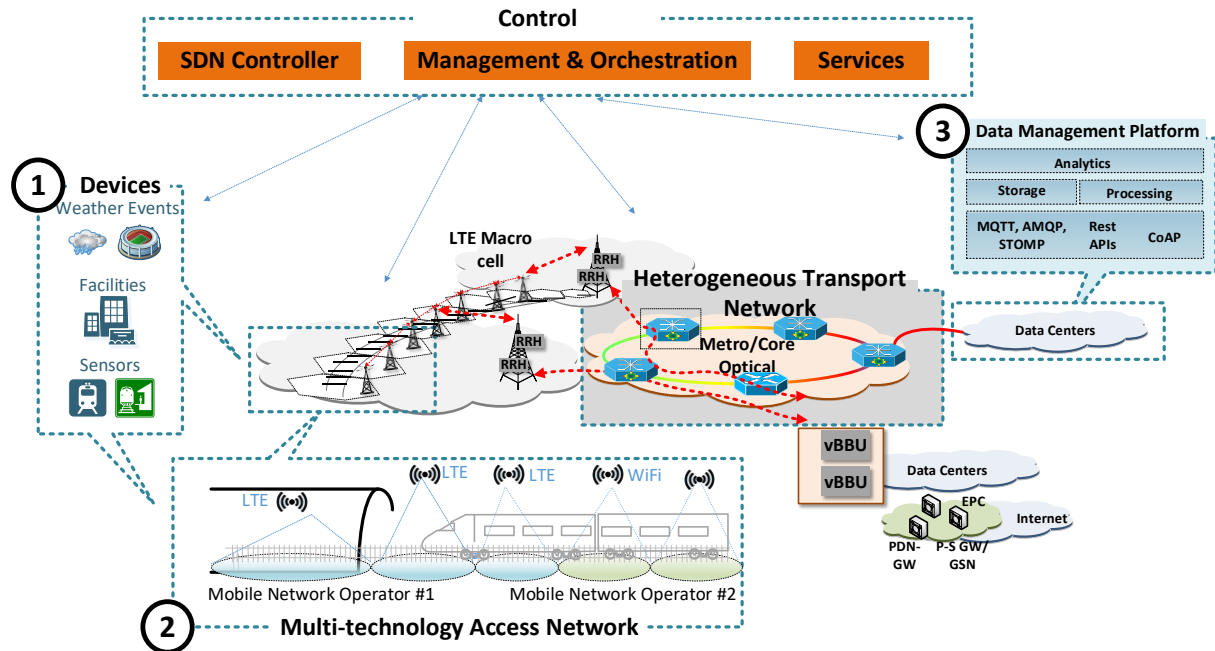 Control
SDN Controller
Management & Orchestration
Services
3
Data Management Platform
Analytics
Storage
Processing
MQTT, AMQP,
STOMP
Rest
APIs
CoAP
1
Devices
Weather Events
Facilities
Sensors
LTE Macro
cell
RRH
RRH
RRH
RRH
Heterogeneous Transport
Network
Metro/Core
Optical
Data Centers
vBBU
vBBU
Data Centers
EPC
Internet
PDN-
GW
P-S GW/
GSN
LTE
LTE
LTE
WiFi
Mobile Network Operator #1
Mobile Network Operator #2
2
Multi-technology Access Network